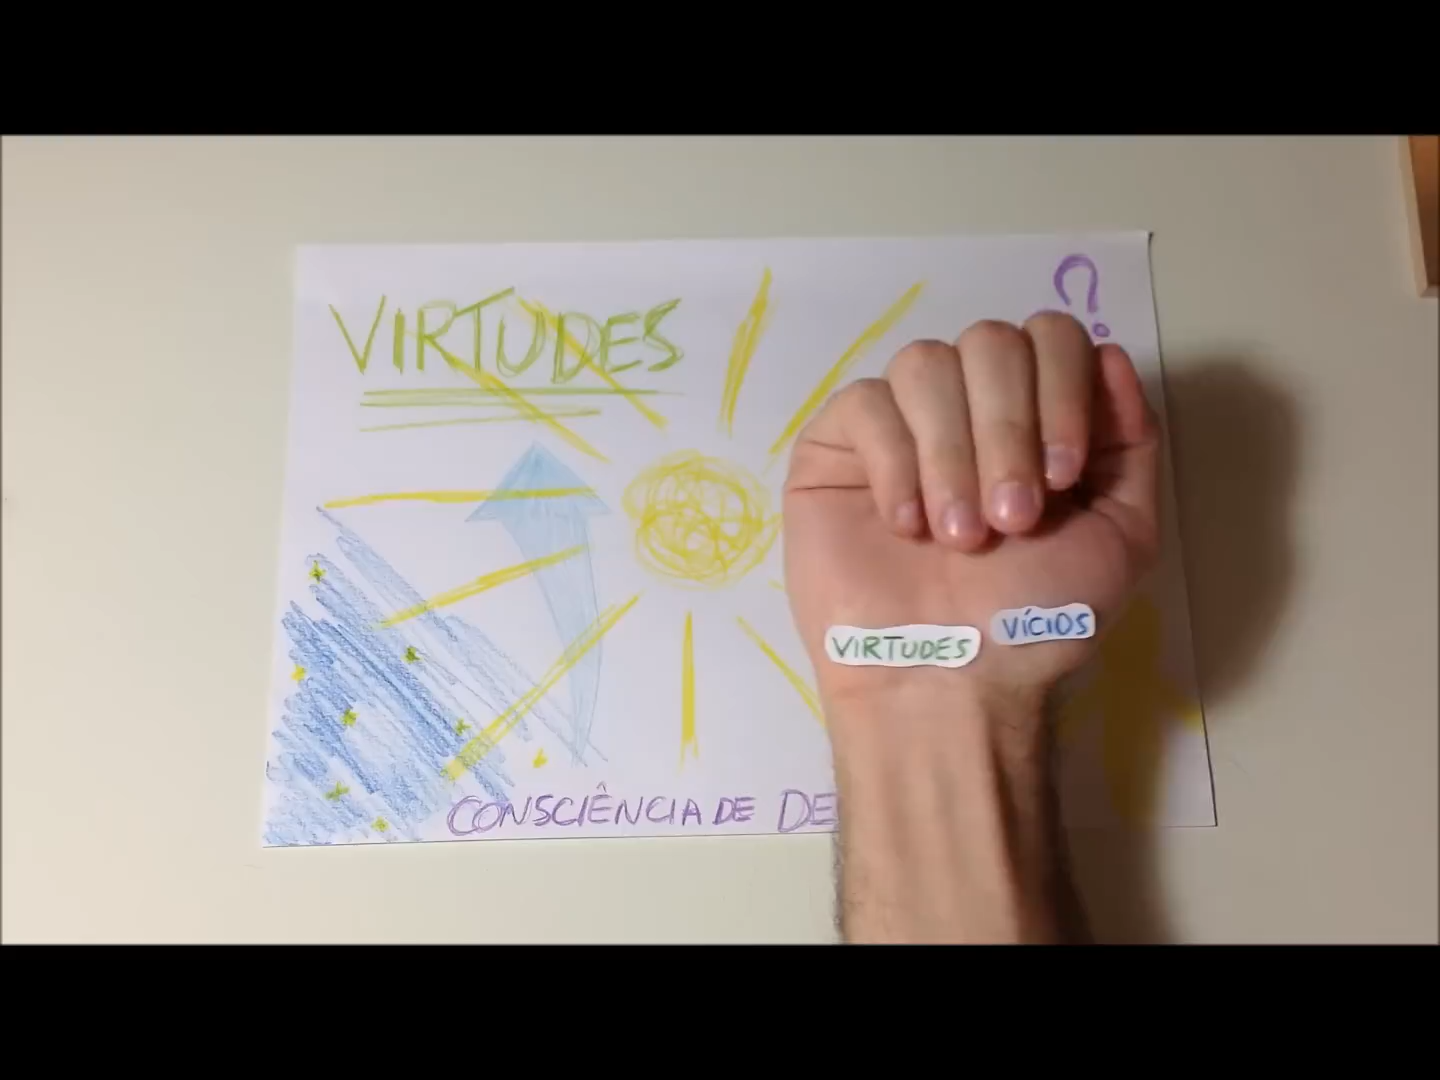 VIRTUDES
?
VIRTUDES
VÍCIOS
CONSCIÊNCIA DE